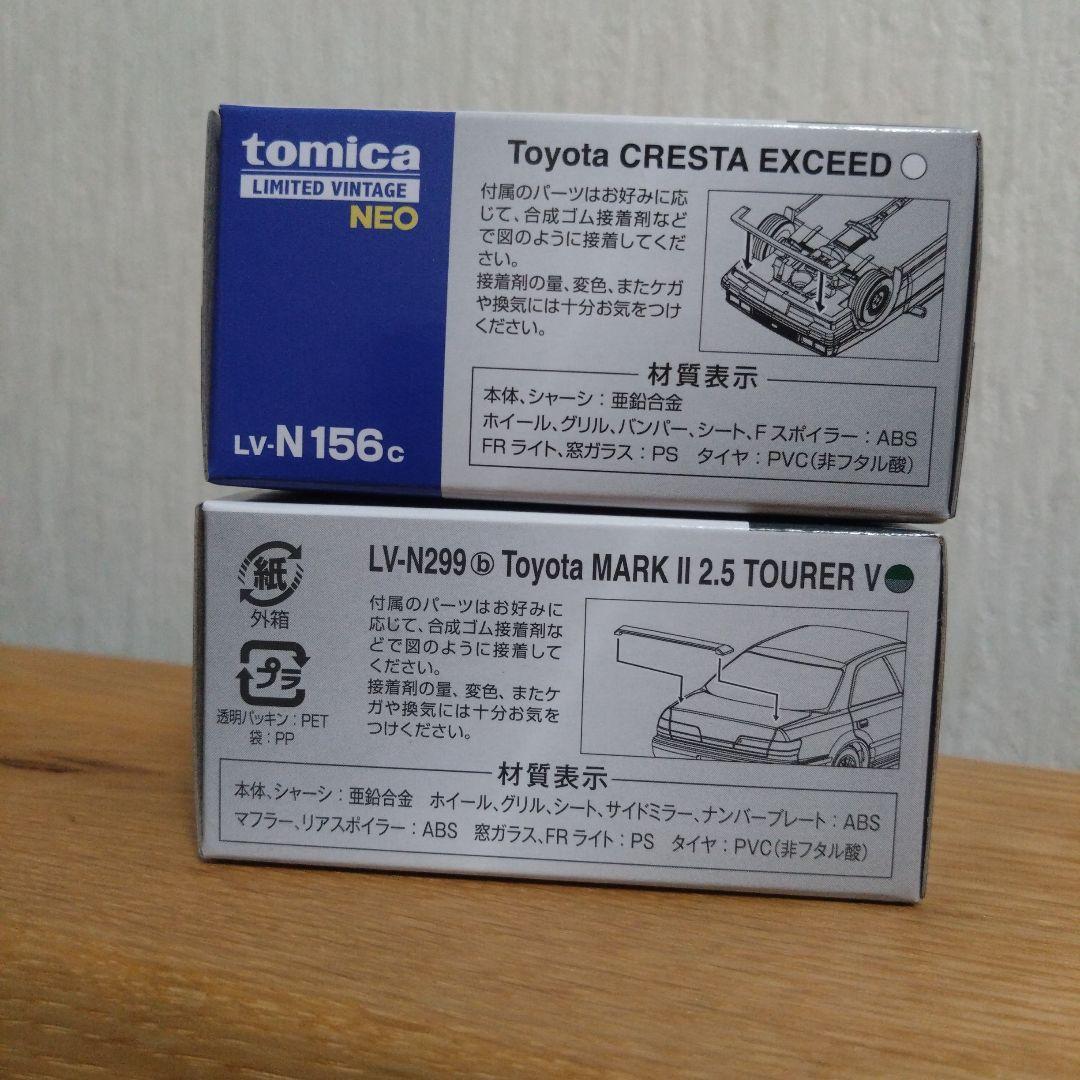 tomica
LIMITED VINTAGE
NEO
LV-N156c
Toyota CRESTA EXCEED
付属のパーツはお好みに応
じて、合成ゴム接着剤など
で図のように接着してくだ
さい。
接着剤の量、変色、またケガ
や換気には十分お気をつけ
ください。
材質表示
本体、シャーシ：亜鉛合金
ホイール、グリル、バンパー、シート、Fスポイラー：ABS
FRライト、窓ガラス：PS タイヤ：PVC(非フタル酸)
紙
外箱
プラ
透明パッキン：PET
袋：PP
LV-N299ⓑ Toyota MARK II 2.5 TOURER V
付属のパーツはお好みに
応じて、合成ゴム接着剤な
どで図のように接着して
ください。
接着剤の量、変色、またケ
ガや換気には十分お気を
つけください。
材質表示
本体、シャーシ：亜鉛合金 ホイール、グリル、シート、サイドミラー、ナンバープレート：ABS
マフラー、リアスポイラー：ABS 窓ガラス、FRライト：PS タイヤ：PVC(非フタル酸)